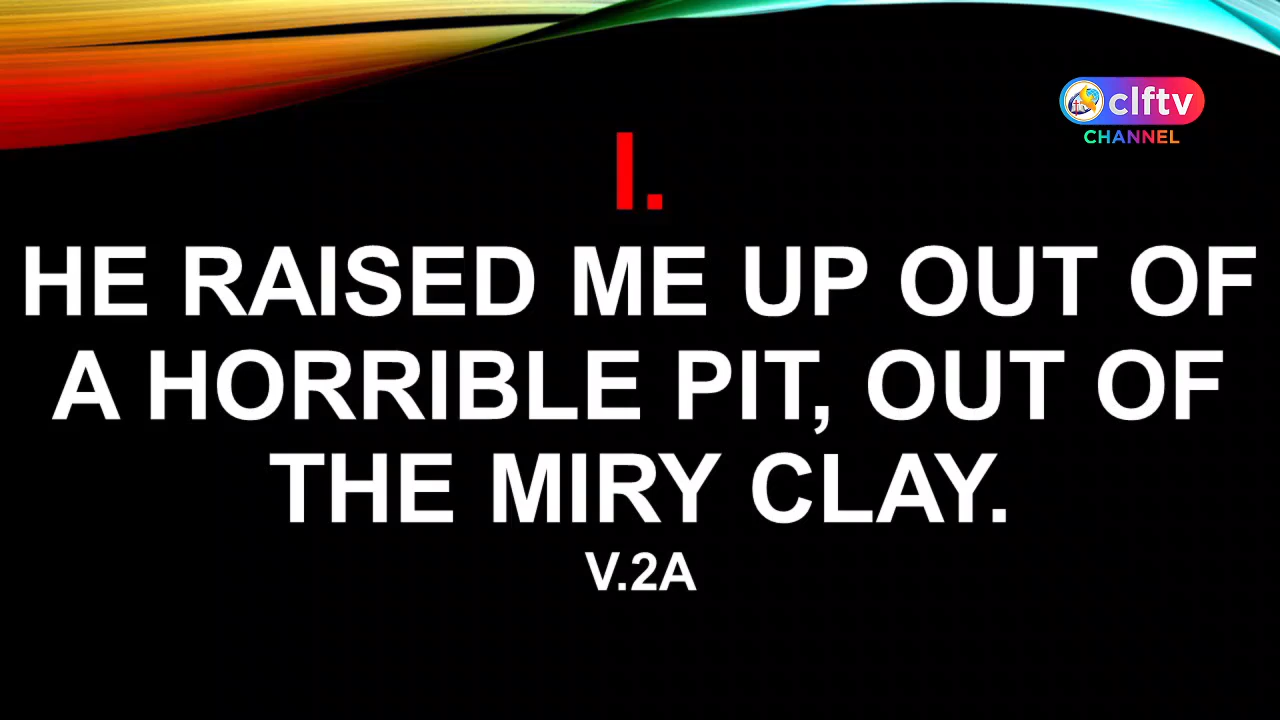 clftv
CHANNEL
I.
HE RAISED ME UP OUT OF
A HORRIBLE PIT, OUT OF
THE MIRY CLAY.
V.2A